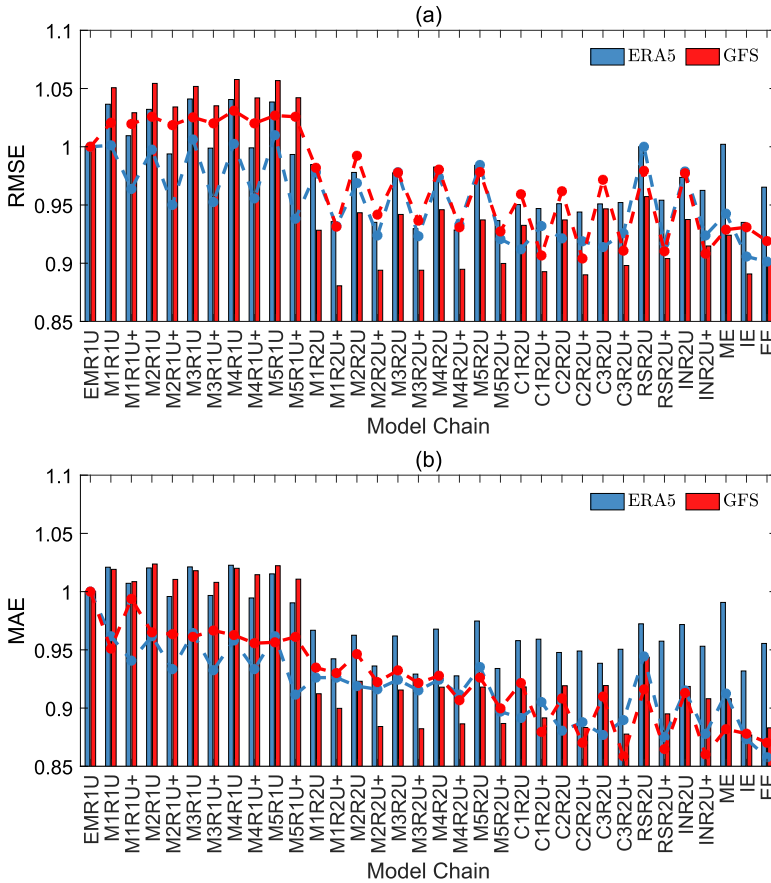 (a)
RMSE
1.1
1.05
1
0.95
0.9
0.85
ERA5
GFS
EMR1U
M1R1U
M1R1U+
M2R1U
M2R1U+
M3R1U
M3R1U+
M4R1U
M4R1U+
M5R1U
M5R1U+
M1R2U
M1R2U+
M2R2U
M2R2U+
M3R2U
M3R2U+
M4R2U
M4R2U+
M5R2U
M5R2U+
C1R2U
C1R2U+
C2R2U
C2R2U+
C3R2U
C3R2U+
RSR2U
RSR2U+
INR2U
INR2U+
ME
IE
Model Chain
(b)
MAE
1.1
1.05
1
0.95
0.9
0.85
ERA5
GFS
EMR1U
M1R1U
M1R1U+
M2R1U
M2R1U+
M3R1U
M3R1U+
M4R1U
M4R1U+
M5R1U
M5R1U+
M1R2U
M1R2U+
M2R2U
M2R2U+
M3R2U
M3R2U+
M4R2U
M4R2U+
M5R2U
M5R2U+
C1R2U
C1R2U+
C2R2U
C2R2U+
C3R2U
C3R2U+
RSR2U
RSR2U+
INR2U
INR2U+
ME
IE
Model Chain